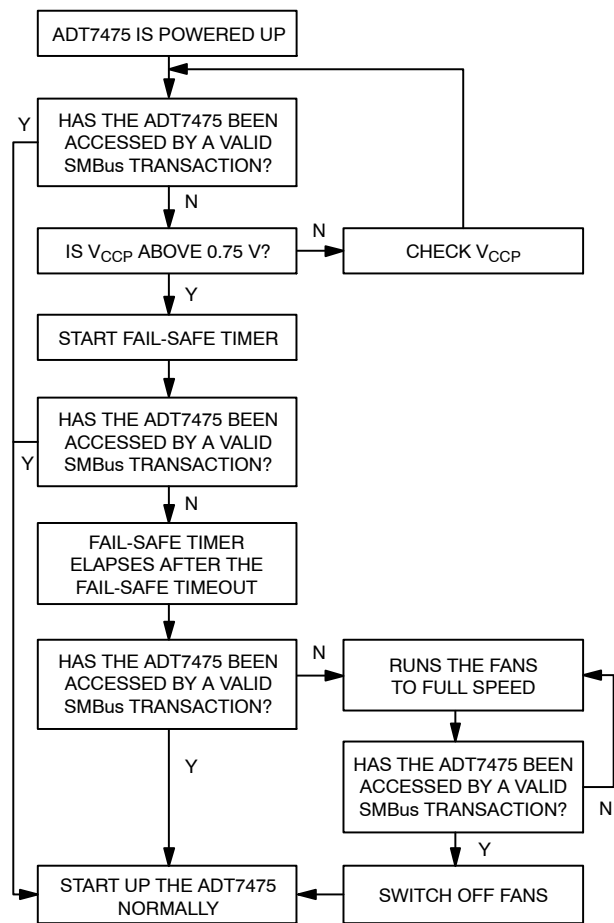 ADT7475 IS POWERED UP
Y
HAS THE ADT7475 BEEN
ACCESSED BY A VALID
SMBus TRANSACTION?
N
IS VCCP ABOVE 0.75 V?
N
CHECK VCCP
Y
START FAIL-SAFE TIMER
HAS THE ADT7475 BEEN
ACCESSED BY A VALID
SMBus TRANSACTION?
Y
N
FAIL-SAFE TIMER
ELAPSES AFTER THE
FAIL-SAFE TIMEOUT
HAS THE ADT7475 BEEN
ACCESSED BY A VALID
SMBus TRANSACTION?
N
RUNS THE FANS
TO FULL SPEED
Y
HAS THE ADT7475 BEEN
ACCESSED BY A VALID
SMBus TRANSACTION?
N
Y
START UP THE ADT7475
NORMALLY
SWITCH OFF FANS